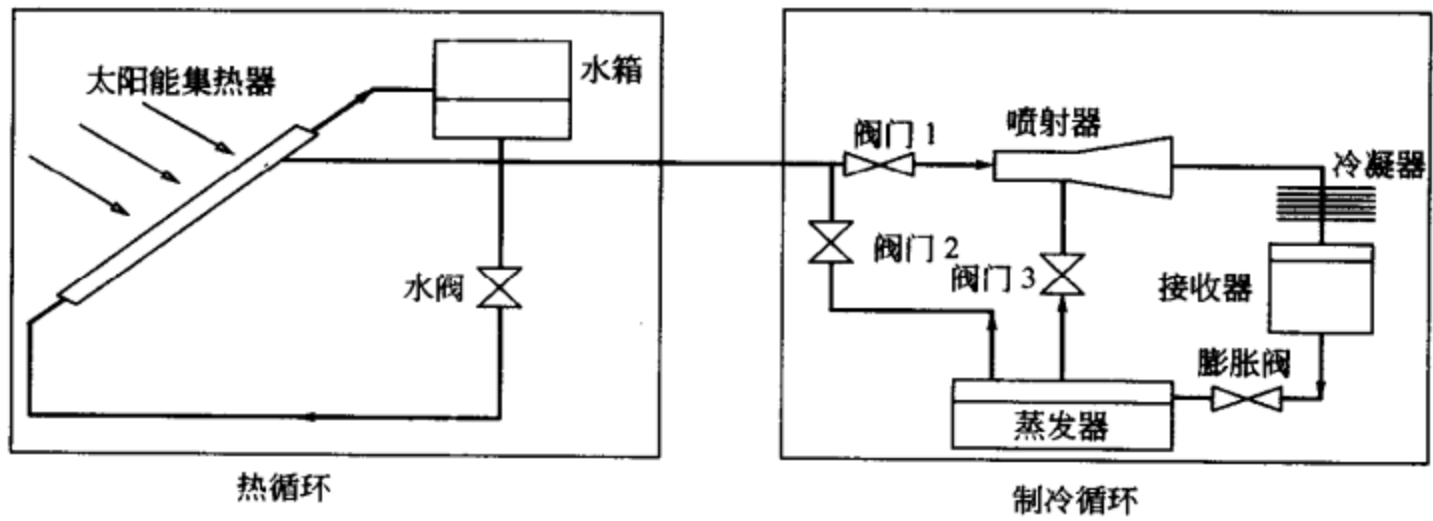 太阳能集热器
水箱
水阀
热循环
阀门 1
喷射器
冷凝器
阀门 2
阀门 3
接收器
膨胀阀
蒸发器
制冷循环